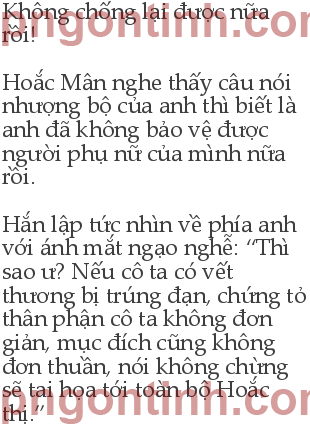 Không chống lại được nữa
rồi!
Hoắc Mân nghe thấy câu nói
nhượng bộ của anh thì biết là
anh đã không bảo vệ được
người phụ nữ của mình nữa
rồi.
Hắn lập tức nhìn về phía anh
với ánh mắt ngạo nghễ: “Thì
sao ư? Nếu cô ta có vết
thương bị trúng đạn, chứng tỏ
thân phận cô ta không đơn
giản, mục đích cũng không
đơn thuần, nói không chừng
sẽ tai họa tới toàn bộ Hoắc
thị.”